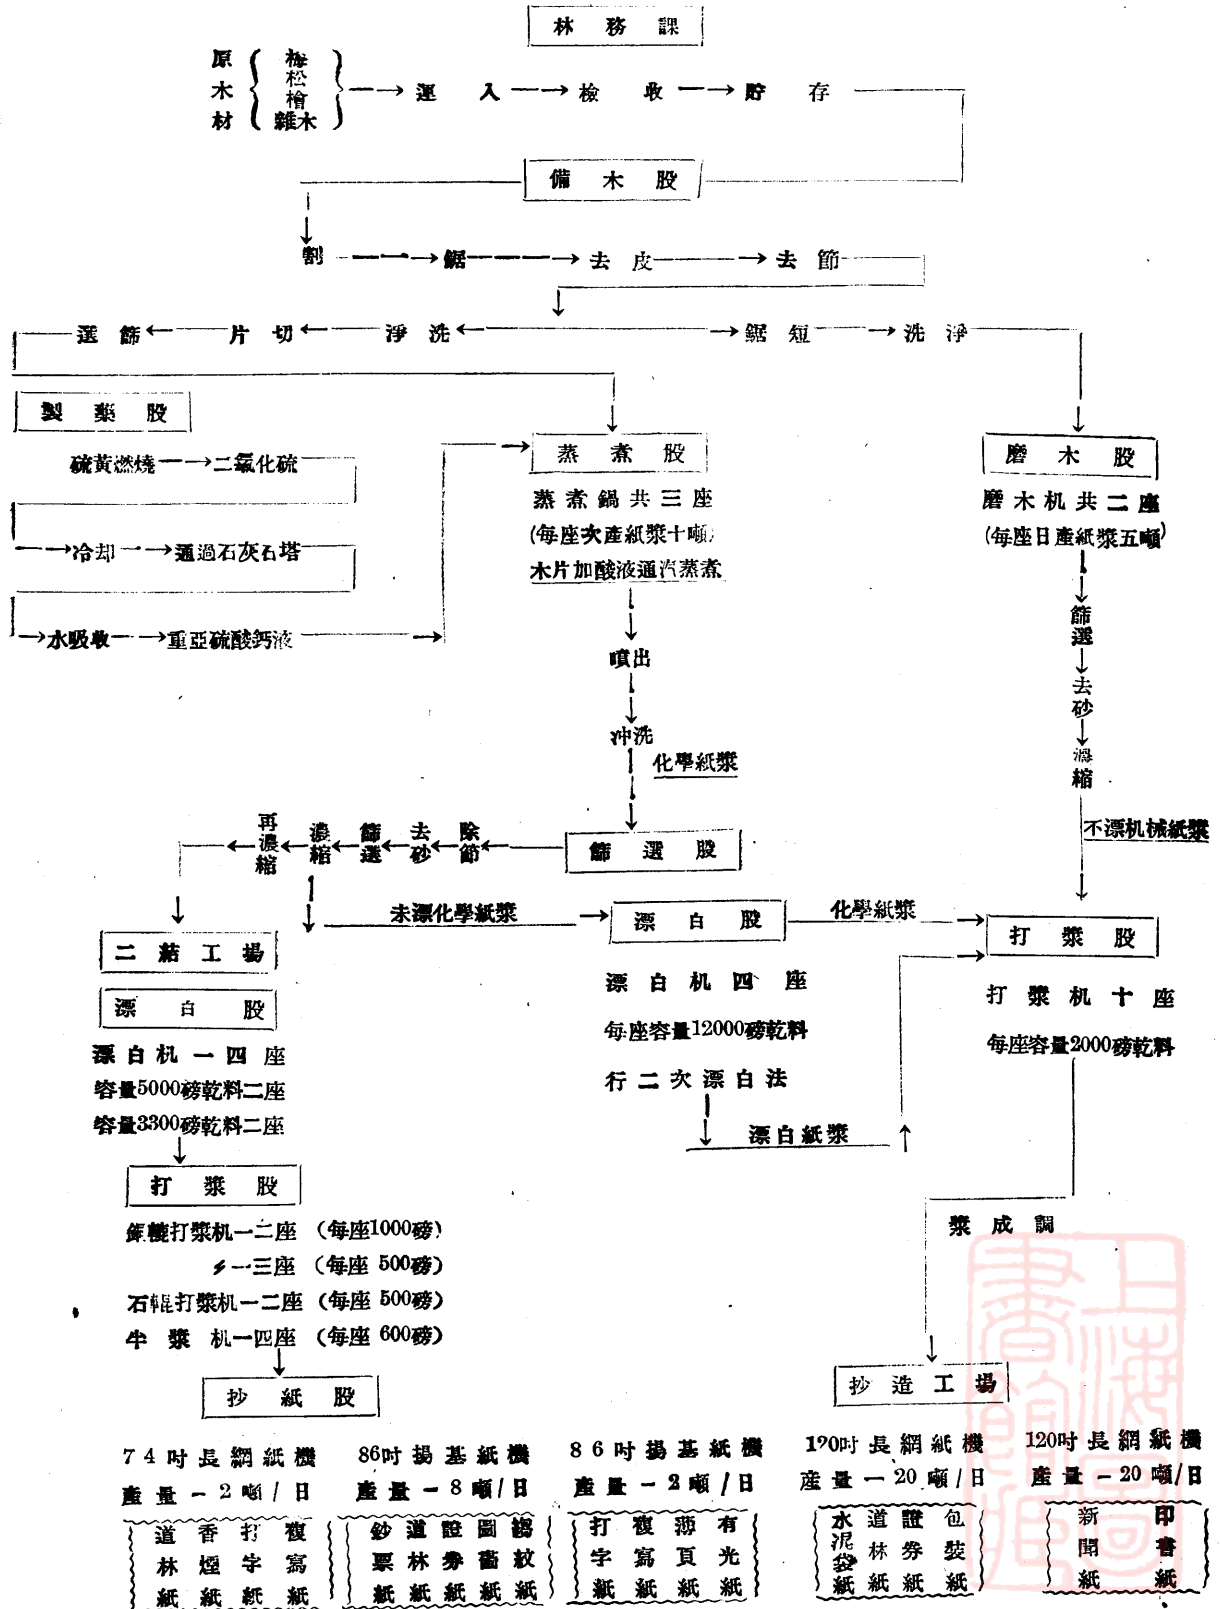 林務課
原木材
梅
松
檜
雜木
運入
檢收
貯存
備木股
割
鋸
去皮
去節
選篩
片切
淨洗
鋸短
洗淨
製藥股
硫黃燃燒
二氧化硫
冷却
通過石灰石塔
水吸收
重亞硫酸鈣液
蒸煮股
蒸煮鍋共三座
(每座次產紙漿十噸)
木片加酸液通汽蒸煮
噴出
冲洗
化學紙漿
磨木股
磨木机共二座
(每座日產紙漿五噸)
篩選
去砂
濃縮
不漂机械紙漿
篩選股
除節
去砂
篩選
濃縮
再濃縮
未漂化學紙漿
漂白股
漂白机四座
每座容量12000磅乾料
行二次漂白法
漂白紙漿
化學紙漿
打漿股
打漿机十座
每座容量2000磅乾料
漿成調
二結工場
漂白股
漂白机一四座
容量5000磅乾料二座
容量3300磅乾料二座
打漿股
打漿机一二座 (每座1000磅)
〃一三座 (每座 500磅)
石輥打漿机一二座 (每座 500磅)
半漿机一四座 (每座 600磅)
抄紙股
抄造工場
74吋長網紙機
產量－2噸/日
道林紙
香煙紙
打字紙
複寫紙
86吋揚基紙機
產量－8噸/日
鈔票紙
道林紙
證券紙
圖畫紙
縐紋紙
86吋揚基紙機
產量－2噸/日
打字紙
複寫紙
薄頁紙
有光紙
120吋長網紙機
產量－20噸/日
水泥袋紙
道林紙
證券紙
包裝紙
120吋長網紙機
產量－20噸/日
新聞紙
印書紙
上海圖書館藏